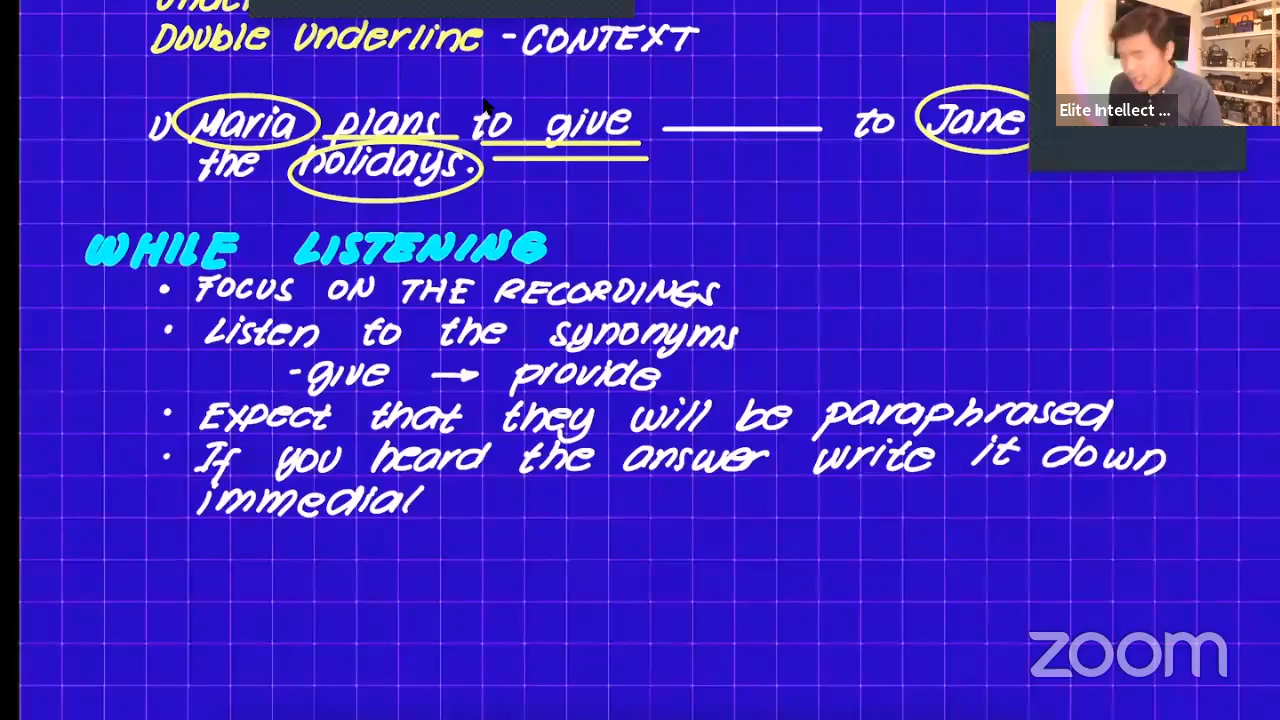 Double Underline - CONTEXT
Maria plans to give ________ to Jane
the holidays.
WHILE LISTENING
• FOCUS ON THE RECORDINGS
• Listen to the synonyms
- give → provide
• Expect that they will be paraphrased
• If you heard the answer write it down
immedial
Elite Intellect ...
zoom